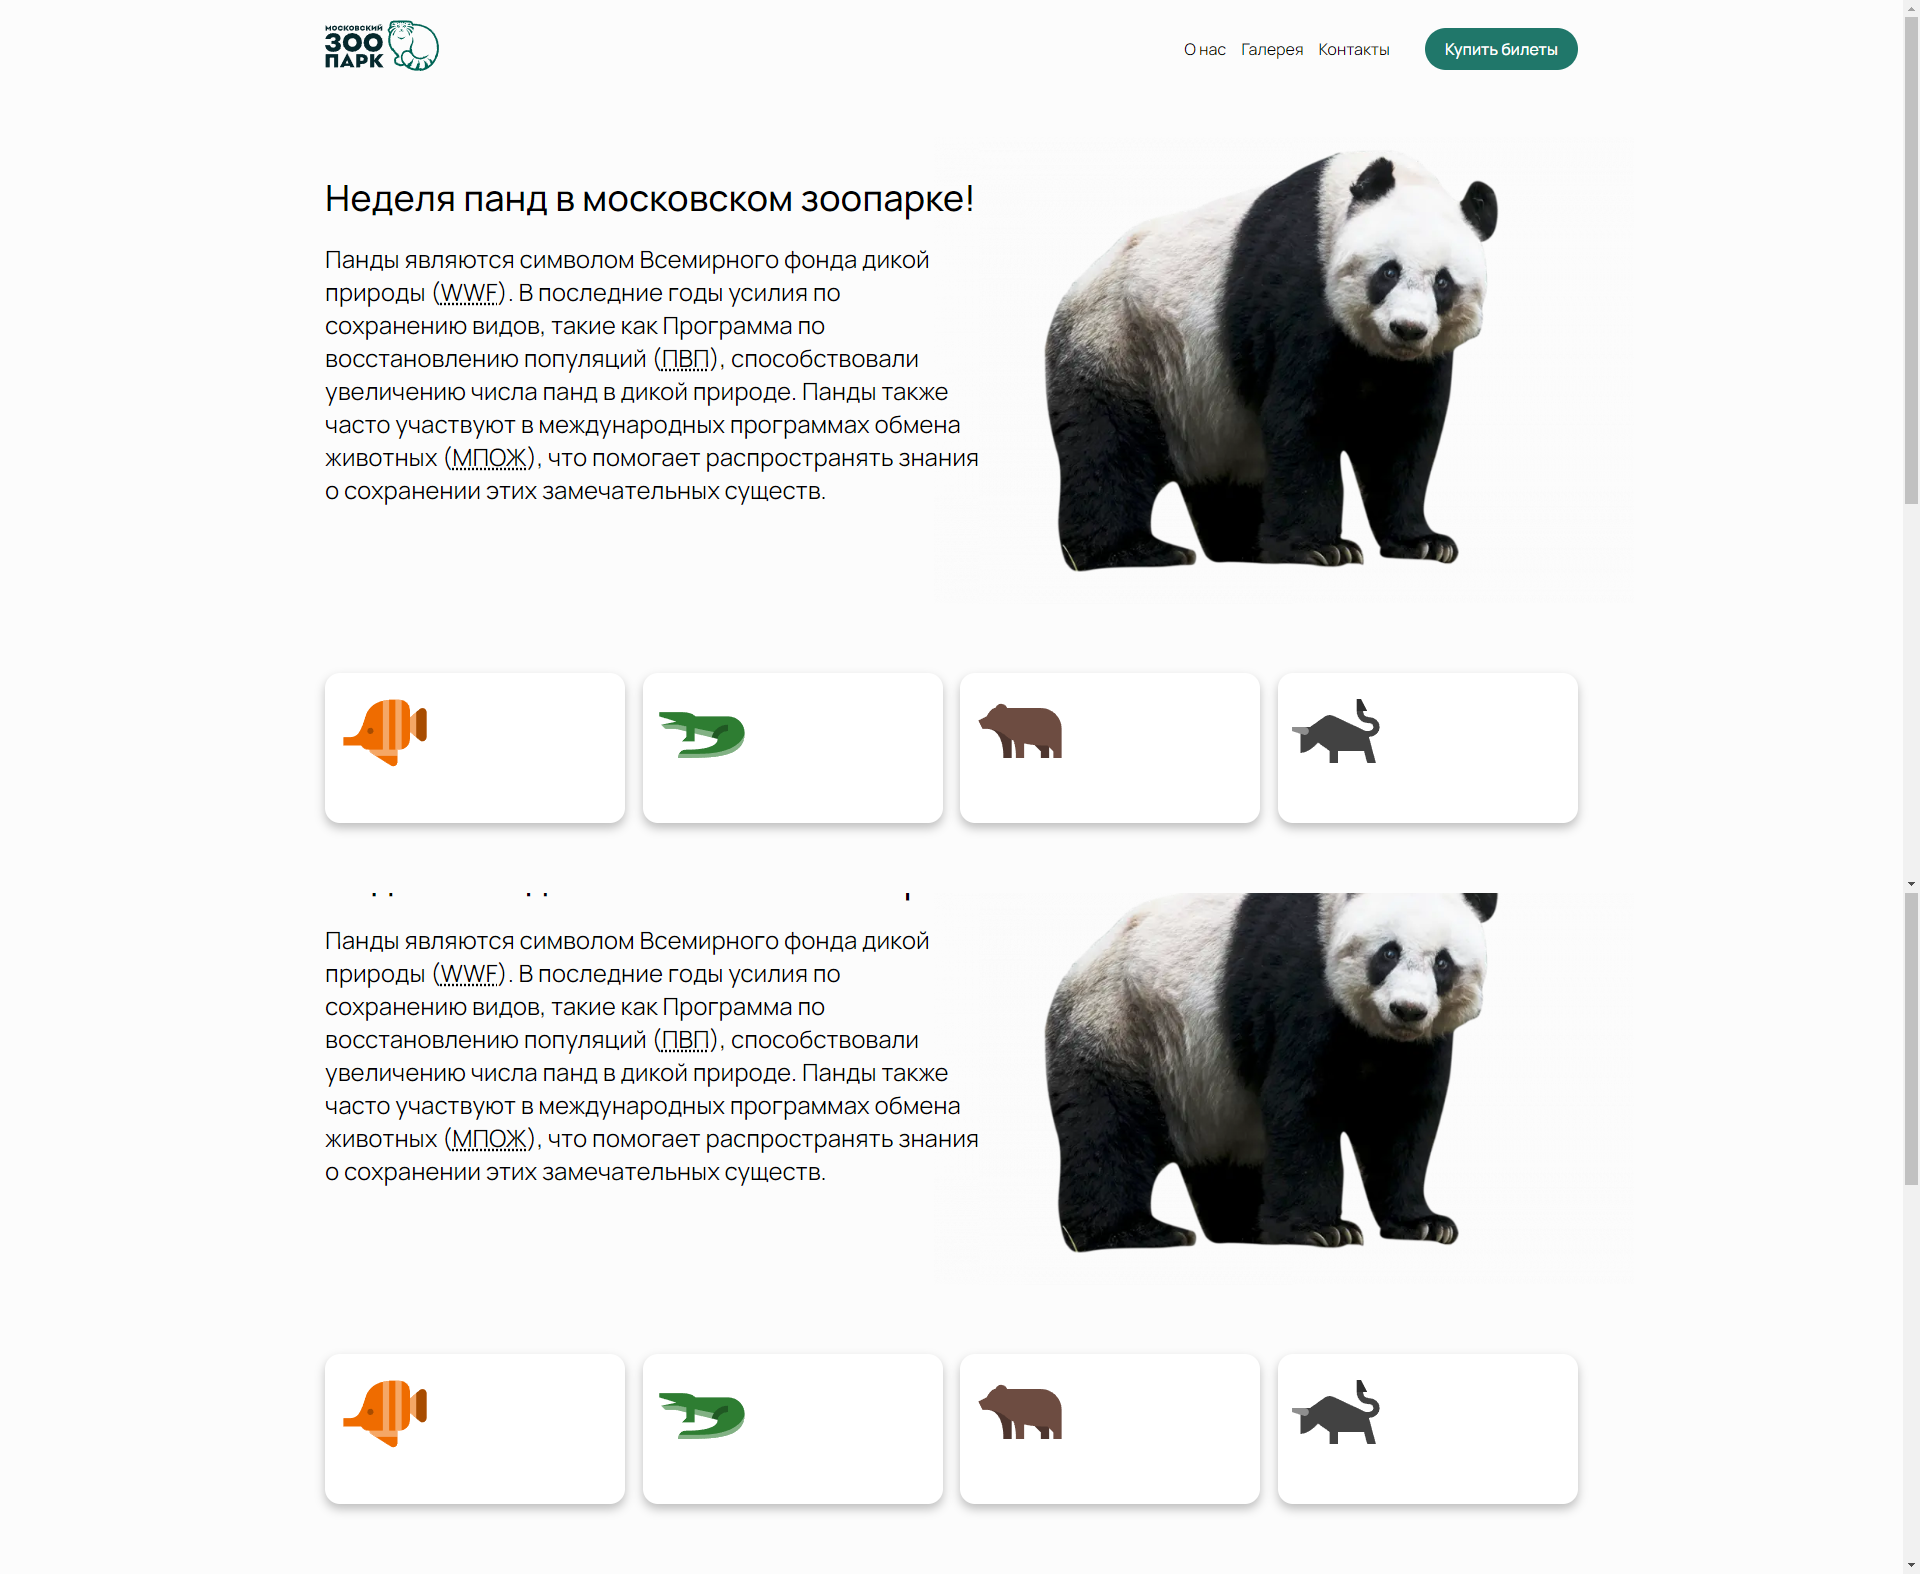 МОСКОВСКИЙ
ЗОО
ПАРК
О нас Галерея Контакты Купить билеты
Неделя панд в московском зоопарке!
Панды являются символом Всемирного фонда дикой
природы (WWF). В последние годы усилия по
сохранению видов, такие как Программа по
восстановлению популяций (ПВП), способствовали
увеличению числа панд в дикой природе. Панды также
часто участвуют в международных программах обмена
животных (МПОЖ), что помогает распространять знания
о сохранении этих замечательных существ.
Панды являются символом Всемирного фонда дикой
природы (WWF). В последние годы усилия по
сохранению видов, такие как Программа по
восстановлению популяций (ПВП), способствовали
увеличению числа панд в дикой природе. Панды также
часто участвуют в международных программах обмена
животных (МПОЖ), что помогает распространять знания
о сохранении этих замечательных существ.